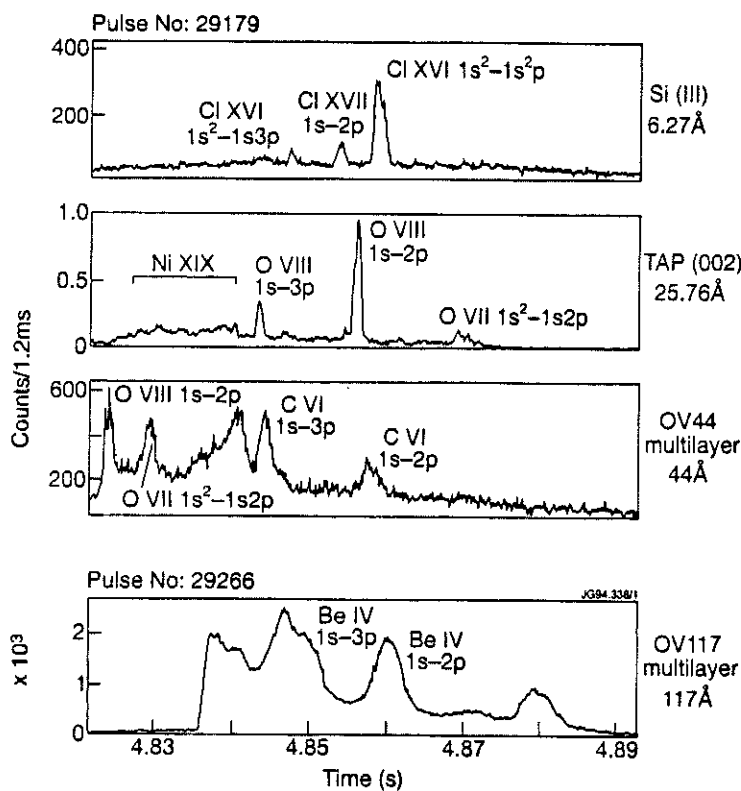 Pulse No: 29179
400
200
0
Cl XVI
1s²–1s3p
Cl XVII
1s–2p
Cl XVI 1s²–1s²p
Si (III)
6.27Å
1.0
0.5
0
Ni XIX
O VIII
1s–3p
O VIII
1s–2p
O VII 1s²–1s2p
TAP (002)
25.76Å
Counts/1.2ms
600
200
O VIII 1s–2p
O VII 1s²–1s2p
C VI
1s–3p
C VI
1s–2p
OV44
multilayer
44Å
Pulse No: 29266
JG94.338/1
x 10³
2
1
0
Be IV
1s–3p
Be IV
1s–2p
OV117
multilayer
117Å
4.83
4.85
4.87
4.89
Time (s)